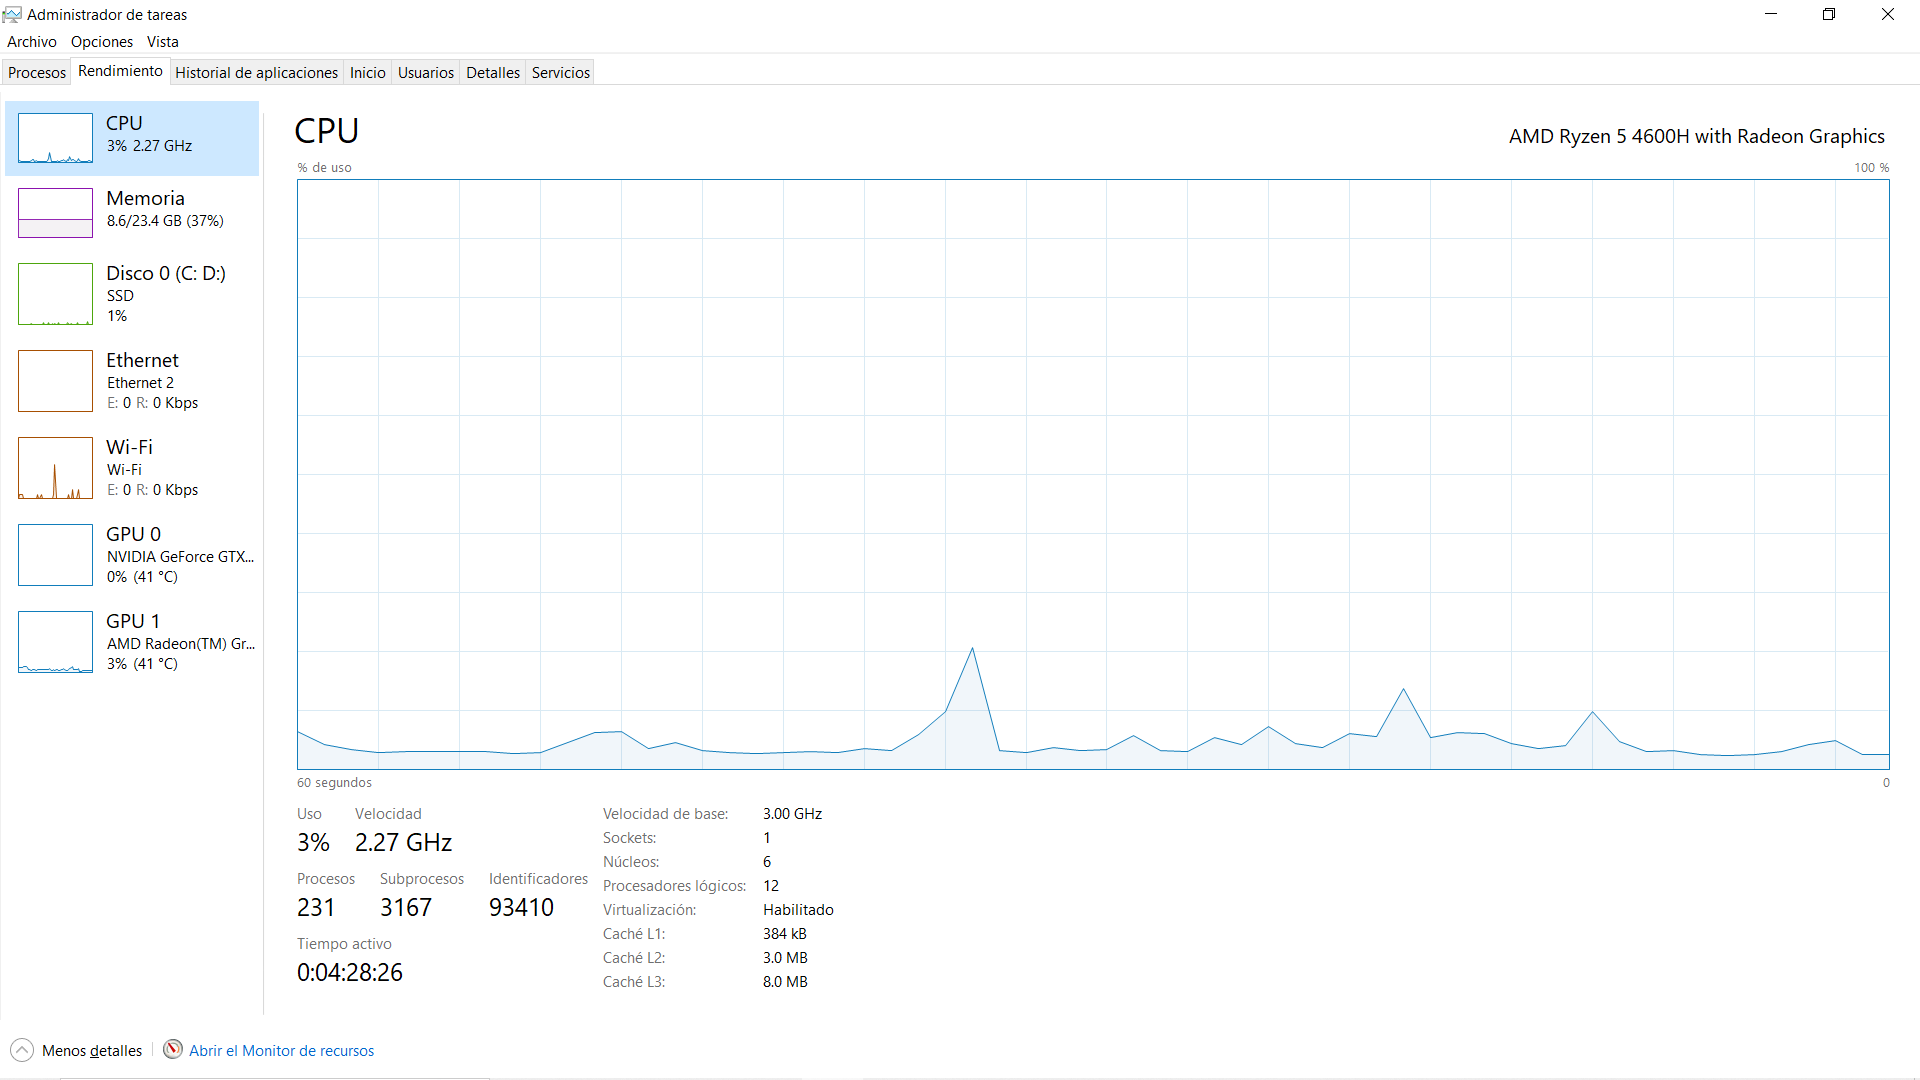 Administrador de tareas
Archivo Opciones Vista
Procesos Rendimiento Historial de aplicaciones Inicio Usuarios Detalles Servicios
CPU
3% 2.27 GHz
Memoria
8.6/23.4 GB (37%)
Disco 0 (C: D:)
SSD
1%
Ethernet
Ethernet 2
E: 0 R: 0 Kbps
Wi-Fi
Wi-Fi
E: 0 R: 0 Kbps
GPU 0
NVIDIA GeForce GTX...
0% (41 °C)
GPU 1
AMD Radeon(TM) Gr...
3% (41 °C)
CPU
AMD Ryzen 5 4600H with Radeon Graphics
% de uso 100 %
60 segundos 0
Uso Velocidad
3% 2.27 GHz
Procesos Subprocesos Identificadores
231 3167 93410
Tiempo activo
0:04:28:26
Velocidad de base: 3.00 GHz
Sockets: 1
Núcleos: 6
Procesadores lógicos: 12
Virtualización: Habilitado
Caché L1: 384 kB
Caché L2: 3.0 MB
Caché L3: 8.0 MB
Menos detalles Abrir el Monitor de recursos